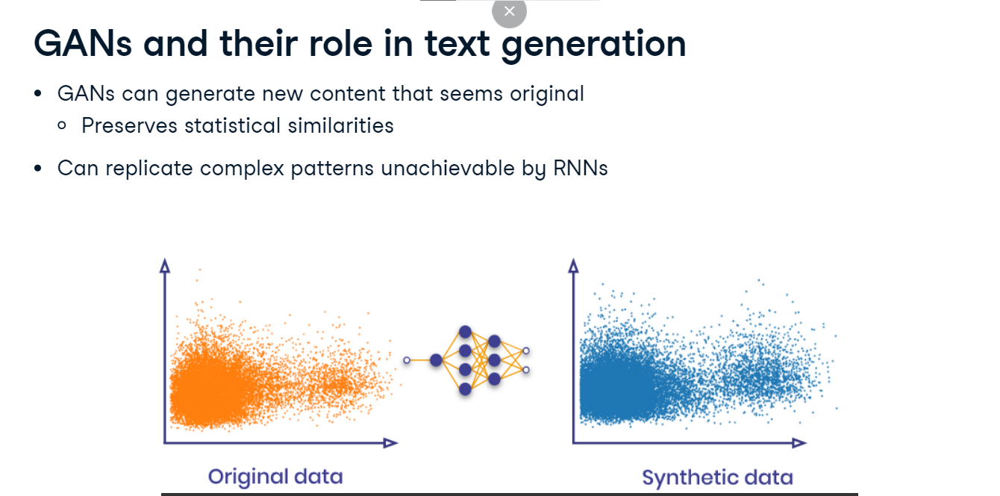 GANs and their role in text generation
GANs can generate new content that seems original
Preserves statistical similarities
Can replicate complex patterns unachievable by RNNs
Original data
Synthetic data